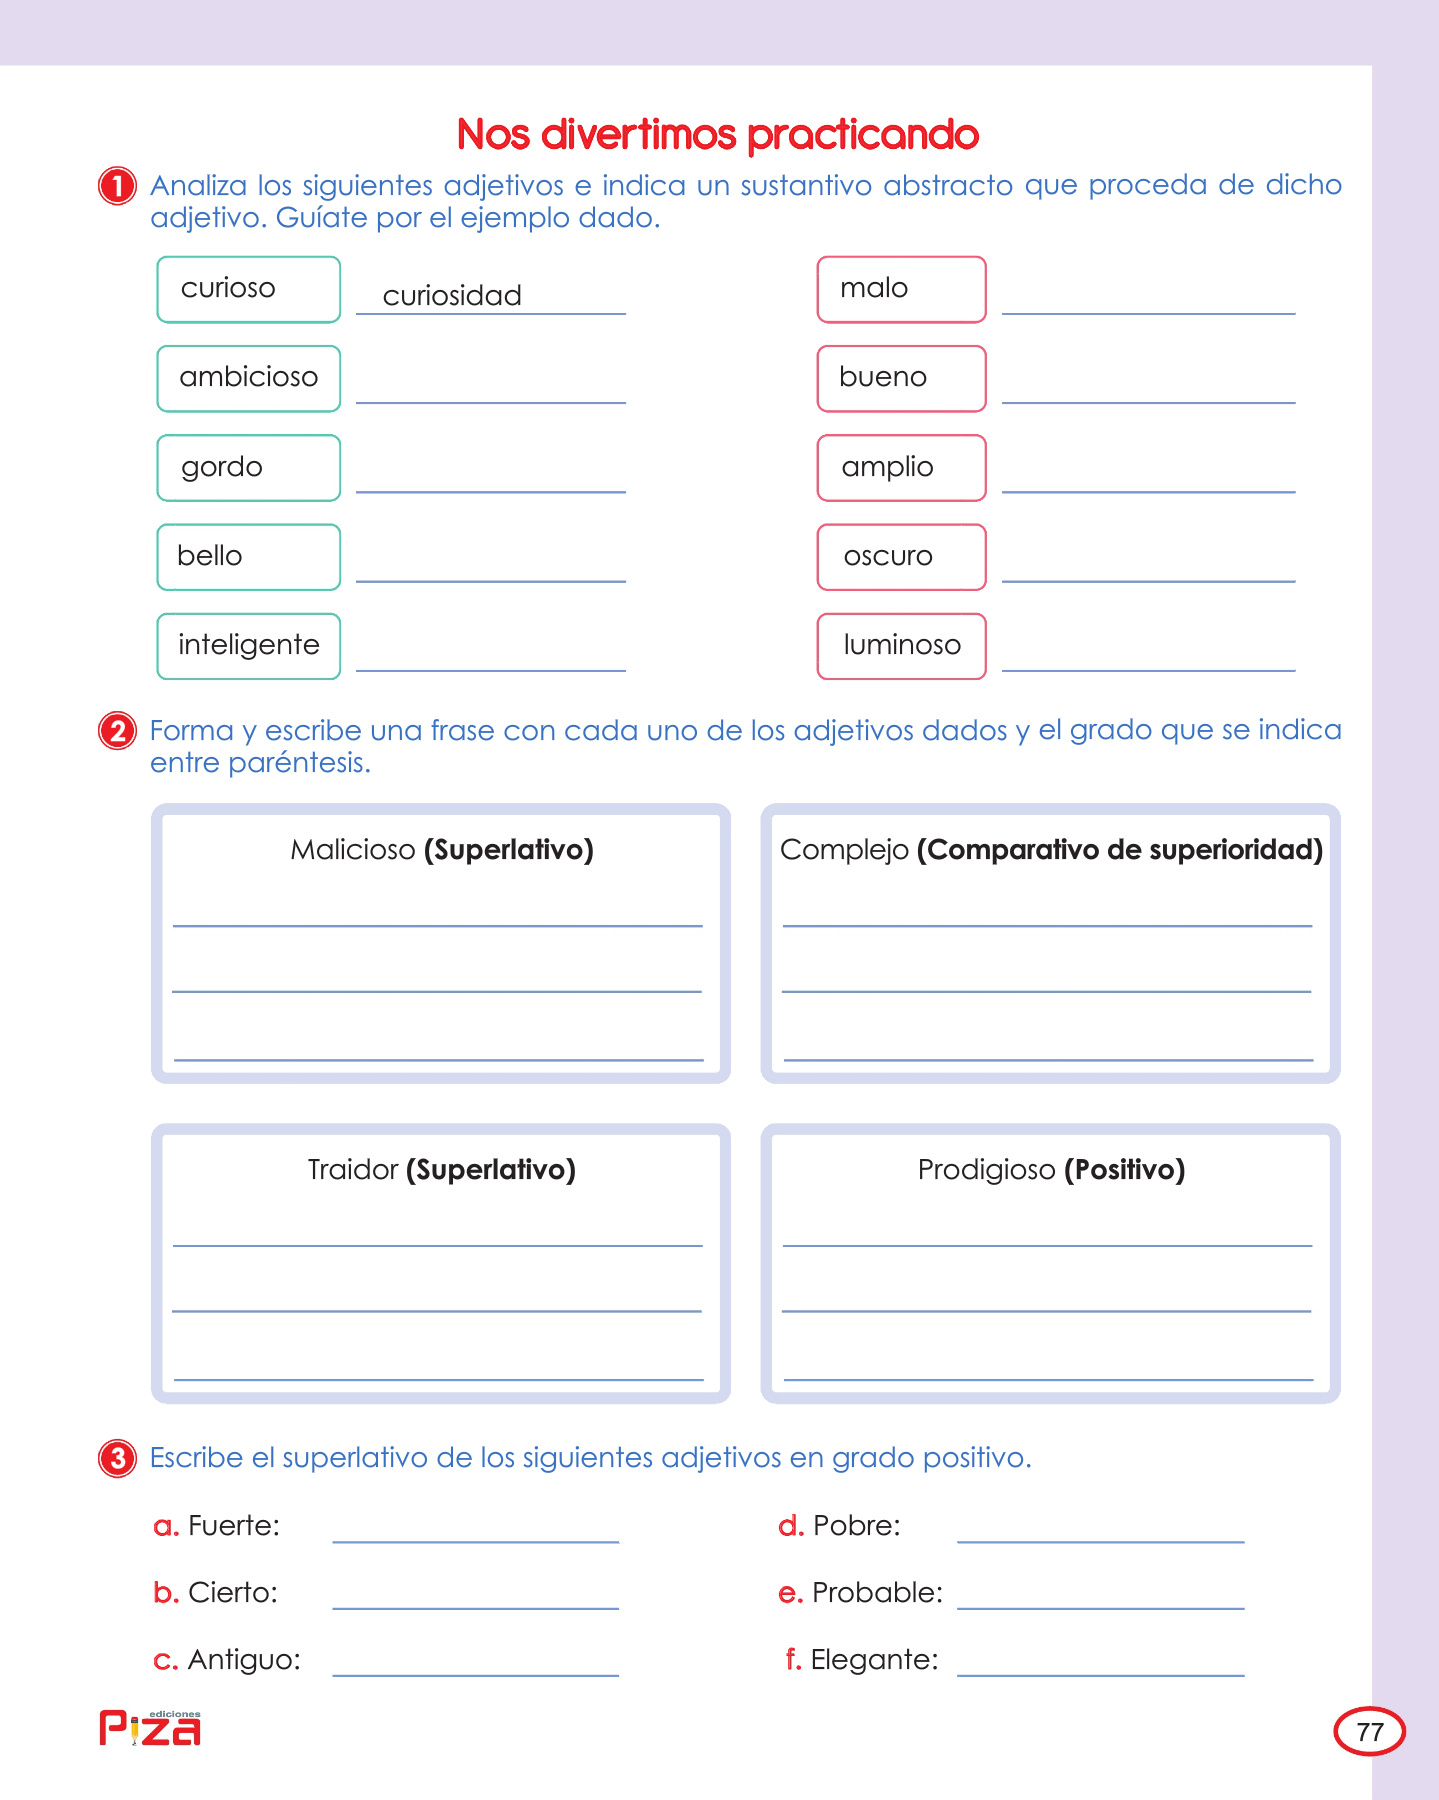 Nos divertimos practicando
1 Analiza los siguientes adjetivos e indica un sustantivo abstracto que proceda de dicho
adjetivo. Guíate por el ejemplo dado.
curioso curiosidad
malo
ambicioso
bueno
gordo
amplio
bello
oscuro
inteligente
luminoso
2 Forma y escribe una frase con cada uno de los adjetivos dados y el grado que se indica
entre paréntesis.
Malicioso (Superlativo)
Complejo (Comparativo de superioridad)
Traidor (Superlativo)
Prodigioso (Positivo)
3 Escribe el superlativo de los siguientes adjetivos en grado positivo.
a. Fuerte:
d. Pobre:
b. Cierto:
e. Probable:
c. Antiguo:
f. Elegante:
ediciones
Piza
77